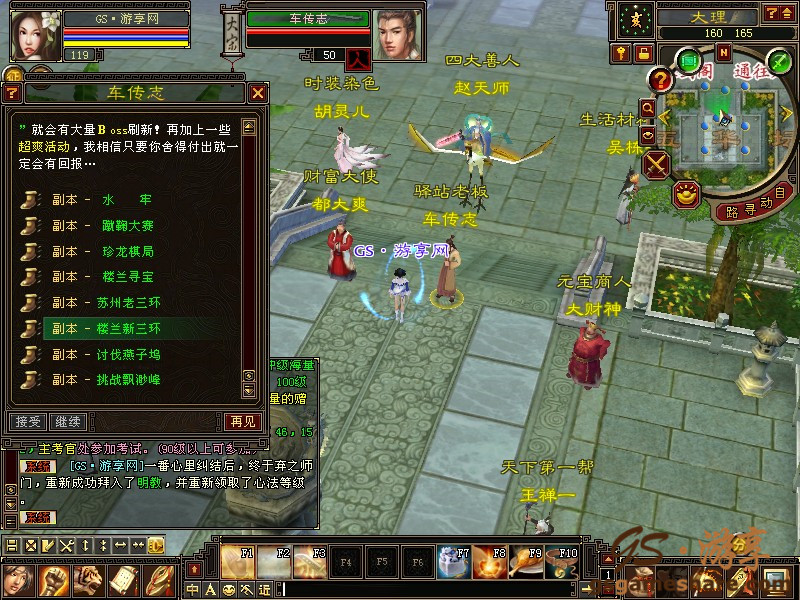 GS·游享网
119
大宗
车传志
50
大理
160 165
N
自动寻路
车传志
"就会有大量Boss刷新！再加上一些
超爽活动，我相信只要你舍得付出就一
定会有回报…
副本 - 水 牢
副本 - 蹴鞠大赛
副本 - 珍龙棋局
副本 - 楼兰寻宝
副本 - 苏州老三环
副本 - 楼兰新三环
副本 - 讨伐燕子坞
副本 - 挑战飘渺峰
接受
继续
再见
四大善人
赵天师
时装染色
胡灵儿
生活材
财富大使
都大爽
驿站老板
车传志
GS·游享网
元宝商人
大财神
天下第一帮
王禅一
100级
46,15
主考官处参加考试。(90级以上可参加
系统 [GS·游享网]一番心里纠结后，终于弃之师
门，重新成功拜入了明教，并重新领取了心法等级
。
系统
F1
F2
F3
F4
F5
F6
F7
F8
F9
F10
中
A
近
1
GS·游享